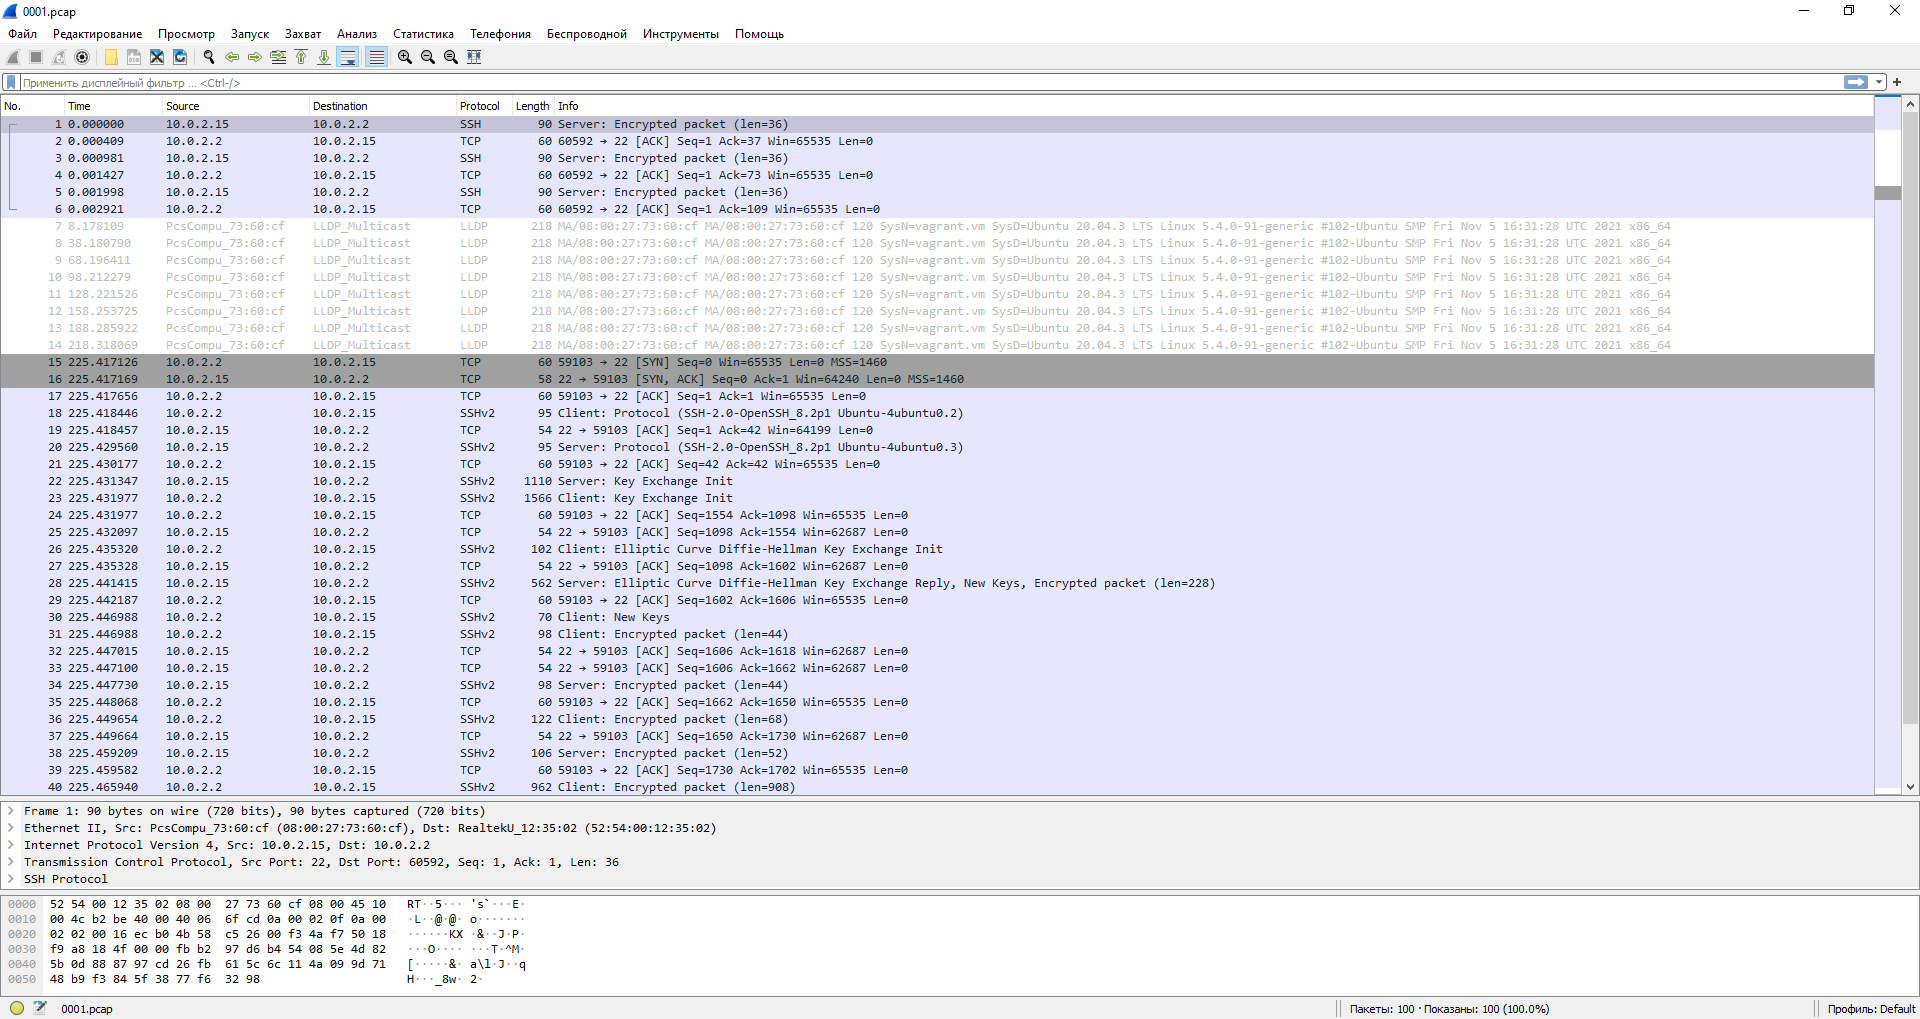 0001.pcap
Файл Редактирование Просмотр Запуск Захват Анализ Статистика Телефония Беспроводной Инструменты Помощь
Применить дисплейный фильтр ... <Ctrl-/>
No. Time Source Destination Protocol Length Info
1 0.000000 10.0.2.15 10.0.2.2 SSH 90 Server: Encrypted packet (len=36)
2 0.000409 10.0.2.2 10.0.2.15 TCP 60 60592 → 22 [ACK] Seq=1 Ack=37 Win=65535 Len=0
3 0.000981 10.0.2.15 10.0.2.2 SSH 90 Server: Encrypted packet (len=36)
4 0.001427 10.0.2.2 10.0.2.15 TCP 60 60592 → 22 [ACK] Seq=1 Ack=73 Win=65535 Len=0
5 0.001998 10.0.2.15 10.0.2.2 SSH 90 Server: Encrypted packet (len=36)
6 0.002921 10.0.2.2 10.0.2.15 TCP 60 60592 → 22 [ACK] Seq=1 Ack=109 Win=65535 Len=0
7 8.178109 PcsCompu_73:60:cf LLDP_Multicast LLDP 218 MA/08:00:27:73:60:cf MA/08:00:27:73:60:cf 120 SysN=vagrant.vm SysD=Ubuntu 20.04.3 LTS Linux 5.4.0-91-generic #102-Ubuntu SMP Fri Nov 5 16:31:28 UTC 2021 x86_64
8 38.180790 PcsCompu_73:60:cf LLDP_Multicast LLDP 218 MA/08:00:27:73:60:cf MA/08:00:27:73:60:cf 120 SysN=vagrant.vm SysD=Ubuntu 20.04.3 LTS Linux 5.4.0-91-generic #102-Ubuntu SMP Fri Nov 5 16:31:28 UTC 2021 x86_64
9 68.196411 PcsCompu_73:60:cf LLDP_Multicast LLDP 218 MA/08:00:27:73:60:cf MA/08:00:27:73:60:cf 120 SysN=vagrant.vm SysD=Ubuntu 20.04.3 LTS Linux 5.4.0-91-generic #102-Ubuntu SMP Fri Nov 5 16:31:28 UTC 2021 x86_64
10 98.212279 PcsCompu_73:60:cf LLDP_Multicast LLDP 218 MA/08:00:27:73:60:cf MA/08:00:27:73:60:cf 120 SysN=vagrant.vm SysD=Ubuntu 20.04.3 LTS Linux 5.4.0-91-generic #102-Ubuntu SMP Fri Nov 5 16:31:28 UTC 2021 x86_64
11 128.221526 PcsCompu_73:60:cf LLDP_Multicast LLDP 218 MA/08:00:27:73:60:cf MA/08:00:27:73:60:cf 120 SysN=vagrant.vm SysD=Ubuntu 20.04.3 LTS Linux 5.4.0-91-generic #102-Ubuntu SMP Fri Nov 5 16:31:28 UTC 2021 x86_64
12 158.253725 PcsCompu_73:60:cf LLDP_Multicast LLDP 218 MA/08:00:27:73:60:cf MA/08:00:27:73:60:cf 120 SysN=vagrant.vm SysD=Ubuntu 20.04.3 LTS Linux 5.4.0-91-generic #102-Ubuntu SMP Fri Nov 5 16:31:28 UTC 2021 x86_64
13 188.285922 PcsCompu_73:60:cf LLDP_Multicast LLDP 218 MA/08:00:27:73:60:cf MA/08:00:27:73:60:cf 120 SysN=vagrant.vm SysD=Ubuntu 20.04.3 LTS Linux 5.4.0-91-generic #102-Ubuntu SMP Fri Nov 5 16:31:28 UTC 2021 x86_64
14 218.318069 PcsCompu_73:60:cf LLDP_Multicast LLDP 218 MA/08:00:27:73:60:cf MA/08:00:27:73:60:cf 120 SysN=vagrant.vm SysD=Ubuntu 20.04.3 LTS Linux 5.4.0-91-generic #102-Ubuntu SMP Fri Nov 5 16:31:28 UTC 2021 x86_64
15 225.417126 10.0.2.2 10.0.2.15 TCP 60 59103 → 22 [SYN] Seq=0 Win=65535 Len=0 MSS=1460
16 225.417169 10.0.2.15 10.0.2.2 TCP 58 22 → 59103 [SYN, ACK] Seq=0 Ack=1 Win=64240 Len=0 MSS=1460
17 225.417656 10.0.2.2 10.0.2.15 TCP 60 59103 → 22 [ACK] Seq=1 Ack=1 Win=65535 Len=0
18 225.418446 10.0.2.2 10.0.2.15 SSHv2 95 Client: Protocol (SSH-2.0-OpenSSH_8.2p1 Ubuntu-4ubuntu0.2)
19 225.418457 10.0.2.15 10.0.2.2 TCP 54 22 → 59103 [ACK] Seq=1 Ack=42 Win=64199 Len=0
20 225.429560 10.0.2.15 10.0.2.2 SSHv2 95 Server: Protocol (SSH-2.0-OpenSSH_8.2p1 Ubuntu-4ubuntu0.3)
21 225.430177 10.0.2.2 10.0.2.15 TCP 60 59103 → 22 [ACK] Seq=42 Ack=42 Win=65535 Len=0
22 225.431347 10.0.2.15 10.0.2.2 SSHv2 1110 Server: Key Exchange Init
23 225.431977 10.0.2.2 10.0.2.15 SSHv2 1566 Client: Key Exchange Init
24 225.431977 10.0.2.2 10.0.2.15 TCP 60 59103 → 22 [ACK] Seq=1554 Ack=1098 Win=65535 Len=0
25 225.432097 10.0.2.15 10.0.2.2 TCP 54 22 → 59103 [ACK] Seq=1098 Ack=1554 Win=62687 Len=0
26 225.435320 10.0.2.2 10.0.2.15 SSHv2 102 Client: Elliptic Curve Diffie-Hellman Key Exchange Init
27 225.435328 10.0.2.15 10.0.2.2 TCP 54 22 → 59103 [ACK] Seq=1098 Ack=1602 Win=62687 Len=0
28 225.441415 10.0.2.15 10.0.2.2 SSHv2 562 Server: Elliptic Curve Diffie-Hellman Key Exchange Reply, New Keys, Encrypted packet (len=228)
29 225.442187 10.0.2.2 10.0.2.15 TCP 60 59103 → 22 [ACK] Seq=1602 Ack=1606 Win=65535 Len=0
30 225.446988 10.0.2.2 10.0.2.15 SSHv2 70 Client: New Keys
31 225.446988 10.0.2.2 10.0.2.15 SSHv2 98 Client: Encrypted packet (len=44)
32 225.447015 10.0.2.15 10.0.2.2 TCP 54 22 → 59103 [ACK] Seq=1606 Ack=1618 Win=62687 Len=0
33 225.447100 10.0.2.15 10.0.2.2 TCP 54 22 → 59103 [ACK] Seq=1606 Ack=1662 Win=62687 Len=0
34 225.447730 10.0.2.15 10.0.2.2 SSHv2 98 Server: Encrypted packet (len=44)
35 225.448068 10.0.2.2 10.0.2.15 TCP 60 59103 → 22 [ACK] Seq=1662 Ack=1650 Win=65535 Len=0
36 225.449654 10.0.2.2 10.0.2.15 SSHv2 122 Client: Encrypted packet (len=68)
37 225.449664 10.0.2.15 10.0.2.2 TCP 54 22 → 59103 [ACK] Seq=1650 Ack=1730 Win=62687 Len=0
38 225.459209 10.0.2.15 10.0.2.2 SSHv2 106 Server: Encrypted packet (len=52)
39 225.459582 10.0.2.2 10.0.2.15 TCP 60 59103 → 22 [ACK] Seq=1730 Ack=1702 Win=65535 Len=0
40 225.465940 10.0.2.2 10.0.2.15 SSHv2 962 Client: Encrypted packet (len=908)
Frame 1: 90 bytes on wire (720 bits), 90 bytes captured (720 bits)
Ethernet II, Src: PcsCompu_73:60:cf (08:00:27:73:60:cf), Dst: RealtekU_12:35:02 (52:54:00:12:35:02)
Internet Protocol Version 4, Src: 10.0.2.15, Dst: 10.0.2.2
Transmission Control Protocol, Src Port: 22, Dst Port: 60592, Seq: 1, Ack: 1, Len: 36
SSH Protocol
0000 52 54 00 12 35 02 08 00 27 73 60 cf 08 00 45 10 RT··5··· 's`···E·
0010 00 4c b2 be 40 00 40 06 6f cd 0a 00 02 0f 0a 00 ·L··@·@· o·······
0020 02 02 00 16 ec b0 4b 58 c5 26 00 f3 4a f7 50 18 ······KX ·&··J·P·
0030 f9 a8 18 4f 00 00 fb b2 97 d6 b4 54 08 5e 4d 82 ···O···· ···T·^M·
0040 5b 0d 88 87 97 cd 26 fb 61 5c 6c 11 4a 09 9d 71 [·····&· a\l·J··q
0050 48 b9 f3 84 5f 38 77 f6 32 98 H···_8w· 2·
0001.pcap Пакеты: 100 · Показаны: 100 (100.0%) Профиль: Default